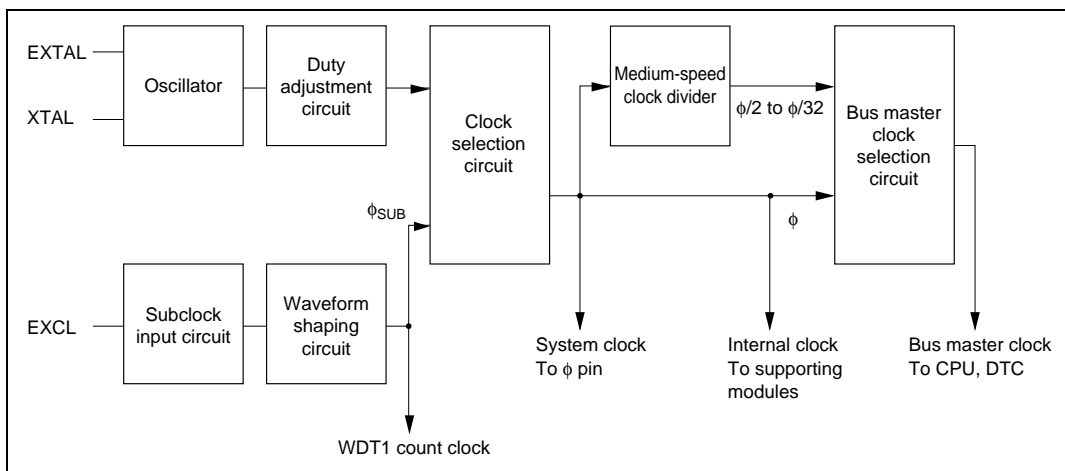 EXTAL
XTAL
Oscillator
Duty
adjustment
circuit
Clock
selection
circuit
Medium-speed
clock divider
ϕ/2 to ϕ/32
Bus master
clock
selection
circuit
ϕSUB
ϕ
EXCL
Subclock
input circuit
Waveform
shaping
circuit
System clock
To ϕ pin
Internal clock
To supporting
modules
Bus master clock
To CPU, DTC
WDT1 count clock